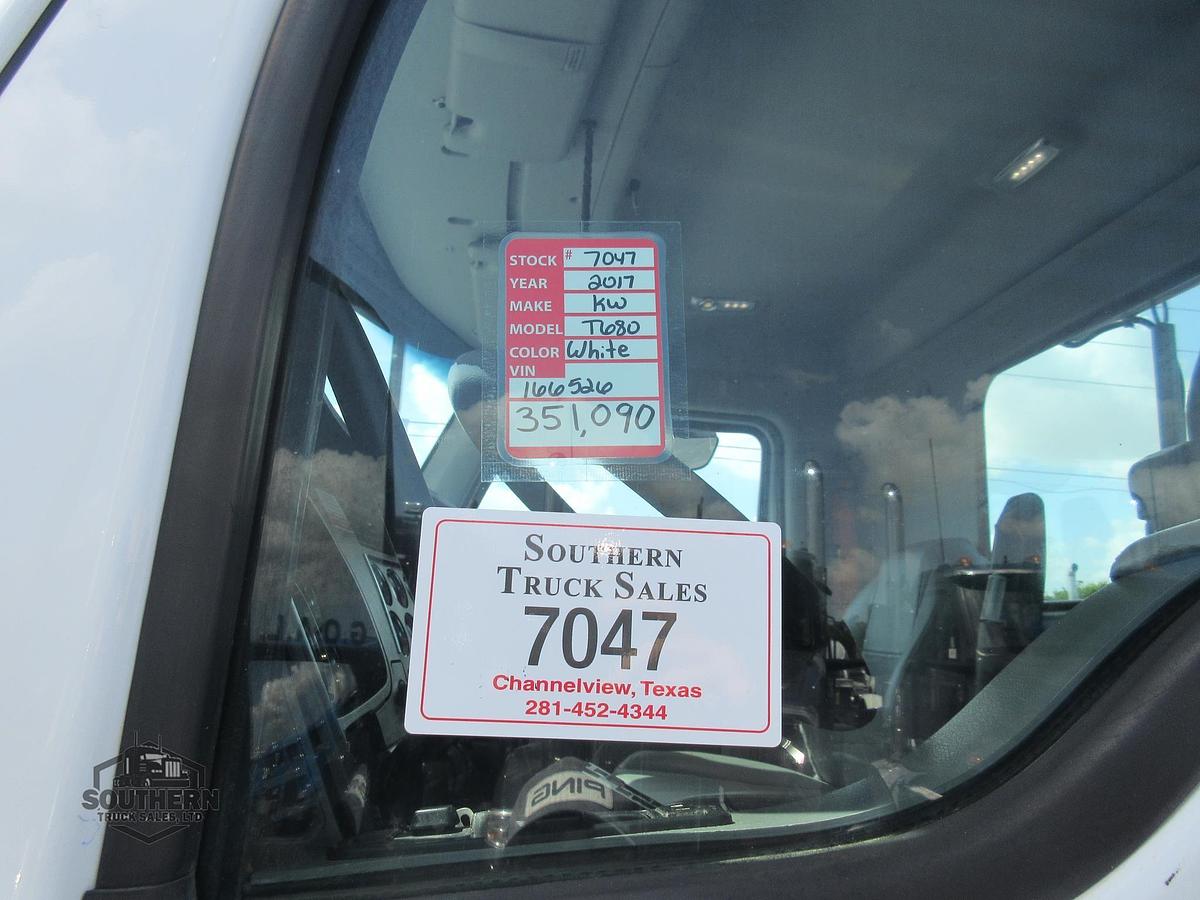 STOCK # 7047
YEAR 2017
MAKE KW
MODEL T680
COLOR White
VIN
166526
351,090
SOUTHERN
TRUCK SALES
7047
Channelview, Texas
281-452-4344
PING
SOUTHERN
TRUCK SALES, LTD